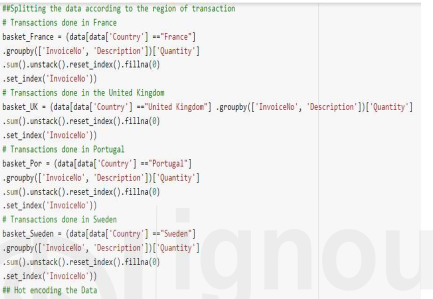 ##Splitting the data according to the region of transaction
# Transactions done in France
basket_France = (data[data['Country'] =="France"]
.groupby(['InvoiceNo', 'Description'])['Quantity']
.sum().unstack().reset_index().fillna(0)
.set_index('InvoiceNo'))
# Transactions done in the United Kingdom
basket_UK = (data[data['Country'] =="United Kingdom"] .groupby(['InvoiceNo', 'Description'])['Quantity']
.sum().unstack().reset_index().fillna(0)
.set_index('InvoiceNo'))
# Transactions done in Portugal
basket_Por = (data[data['Country'] =="Portugal"]
.groupby(['InvoiceNo', 'Description'])['Quantity']
.sum().unstack().reset_index().fillna(0)
.set_index('InvoiceNo'))
# Transactions done in Sweden
basket_Sweden = (data[data['Country'] =="Sweden"]
.groupby(['InvoiceNo', 'Description'])['Quantity']
.sum().unstack().reset_index().fillna(0)
.set_index('InvoiceNo'))
## Hot encoding the Data
ignou